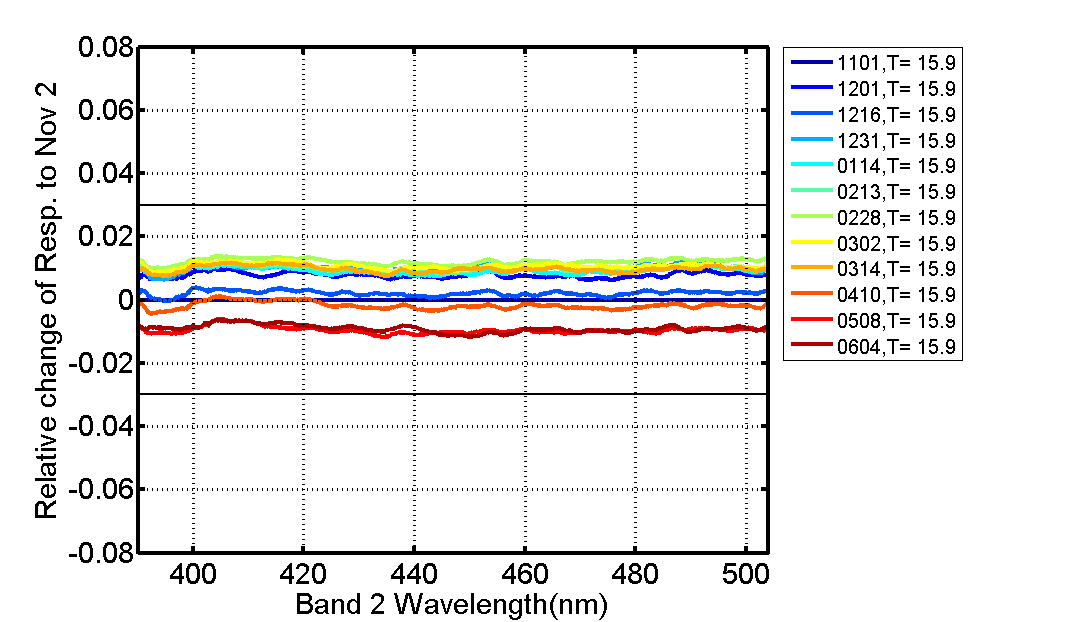 Relative change of Resp. to Nov 2
0.08
0.06
0.04
0.02
0
-0.02
-0.04
-0.06
-0.08
400 420 440 460 480 500
Band 2 Wavelength(nm)
1101,T= 15.9
1201,T= 15.9
1216,T= 15.9
1231,T= 15.9
0114,T= 15.9
0213,T= 15.9
0228,T= 15.9
0302,T= 15.9
0314,T= 15.9
0410,T= 15.9
0508,T= 15.9
0604,T= 15.9